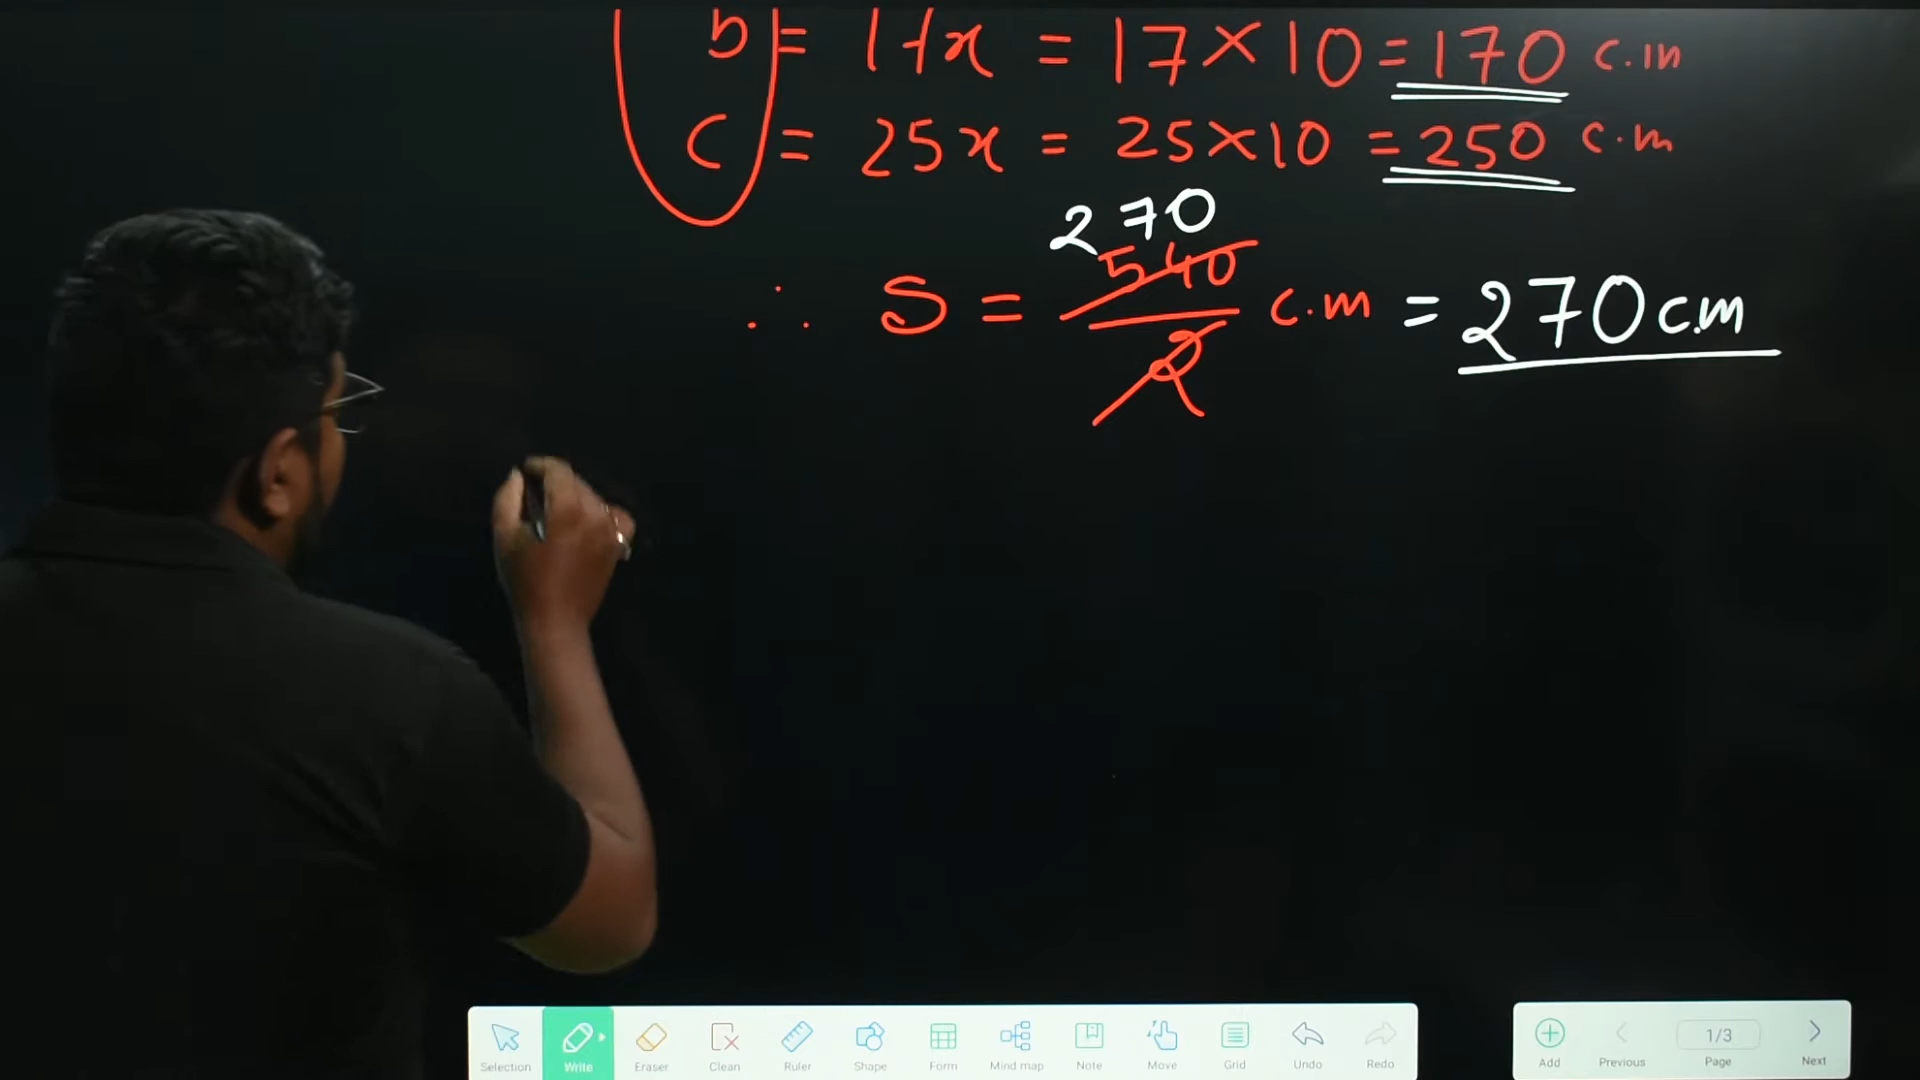 b = 17x = 17 × 10 = 170 c.m
c = 25x = 25 × 10 = 250 c.m
270
∴ S = 540/2 c.m = 270 c.m
Selection Write Eraser Clean Ruler Shape Form Mind map Note Move Grid Undo Redo
Add Previous 1/3 Page Next